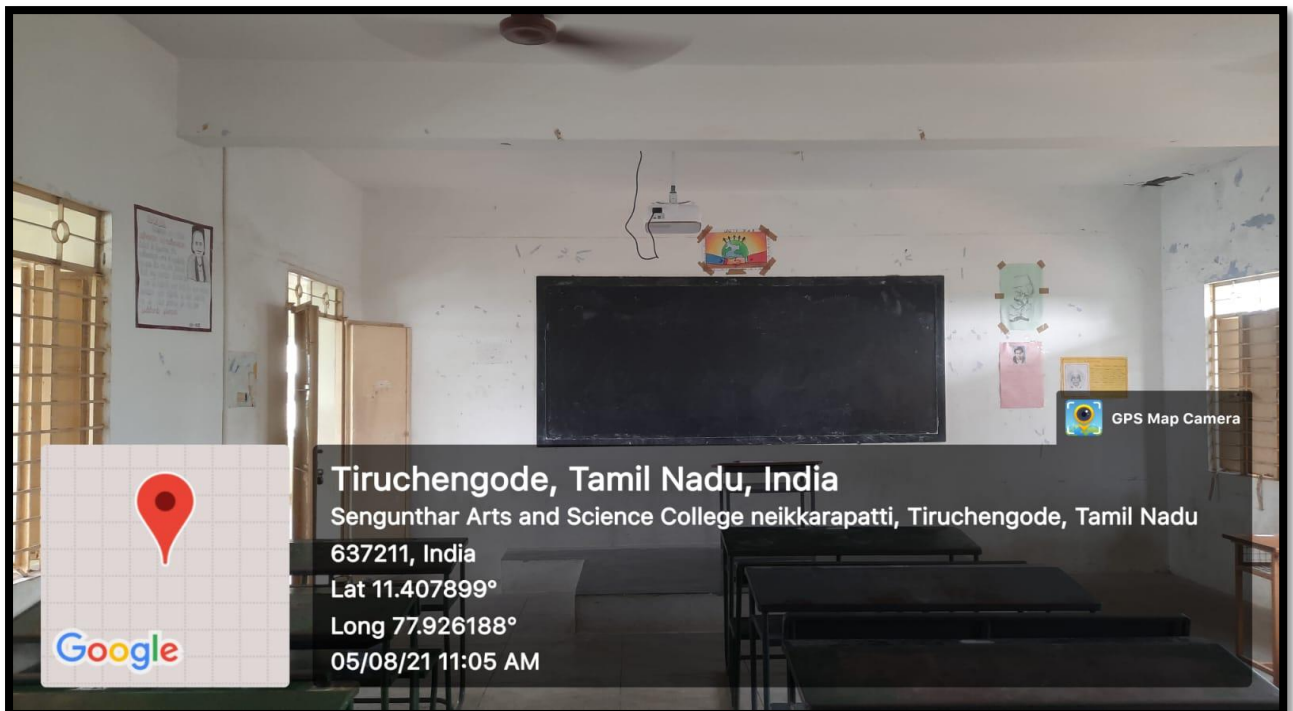 GPS Map Camera
Tiruchengode, Tamil Nadu, India
Sengunthar Arts and Science College neikkarapatti, Tiruchengode, Tamil Nadu
637211, India
Lat 11.407899°
Long 77.926188°
05/08/21 11:05 AM
Google